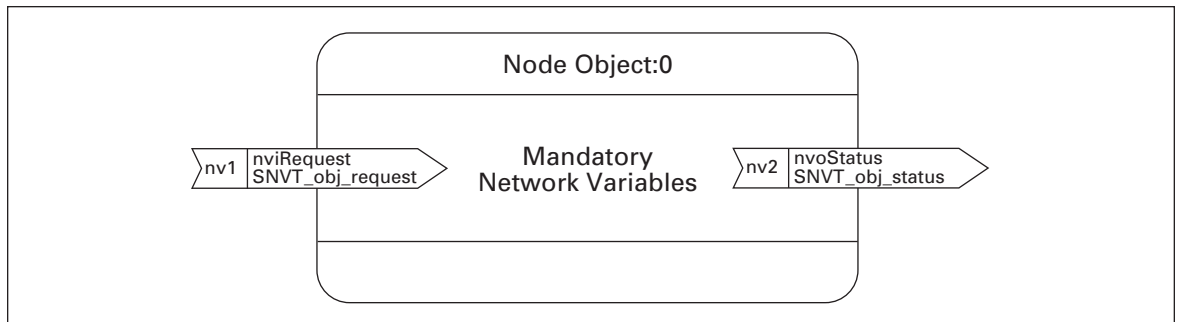 Node Object:0
nv1
nviRequest
SNVT_obj_request
Mandatory
Network Variables
nv2
nvoStatus
SNVT_obj_status